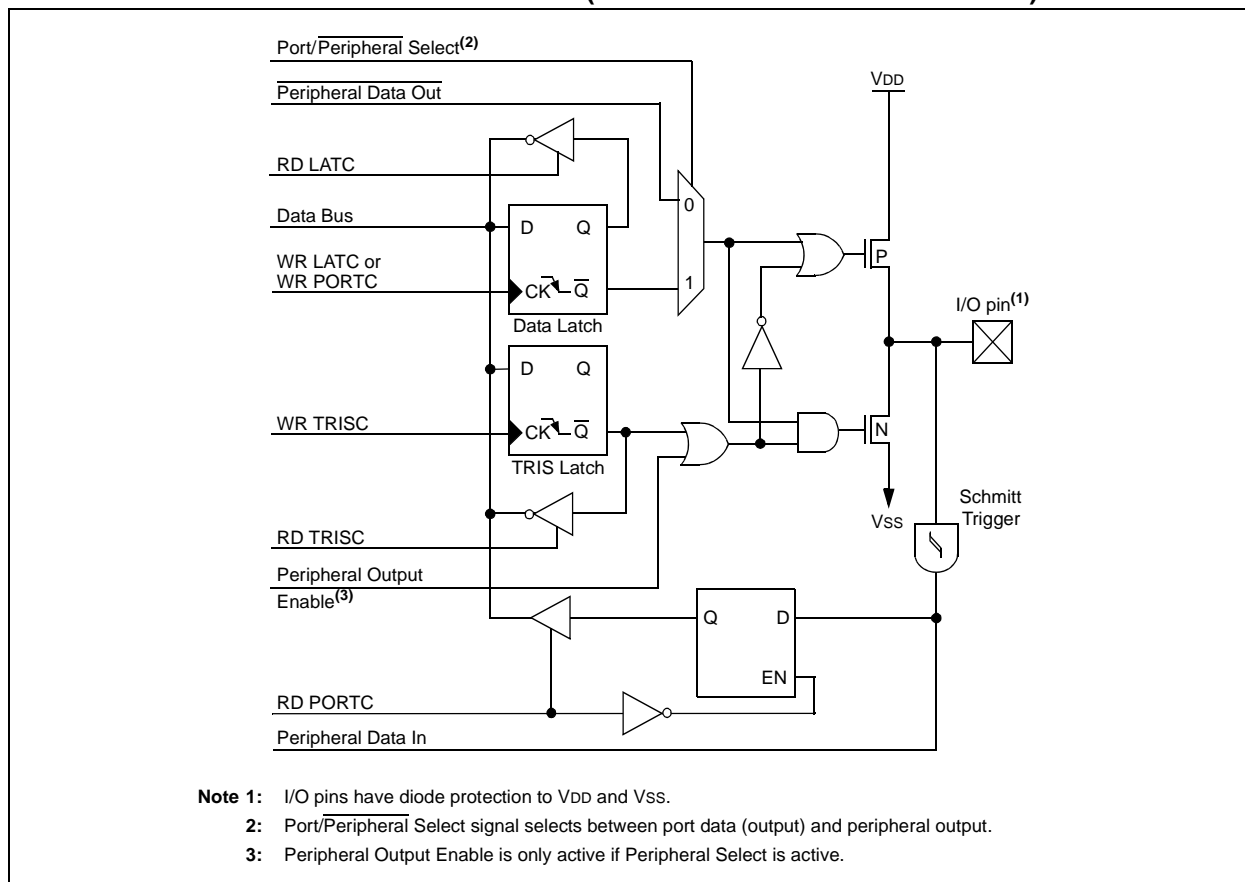 Port/Peripheral Select(2)
Peripheral Data Out
VDD
RD LATC
0
Data Bus
D Q
P
WR LATC or
WR PORTC
1
CK Q
I/O pin(1)
Data Latch
D Q
WR TRISC
CK Q
N
TRIS Latch
Schmitt
Trigger
VSS
RD TRISC
Peripheral Output
Enable(3)
Q D
EN
RD PORTC
Peripheral Data In
Note 1: I/O pins have diode protection to VDD and VSS.
2: Port/Peripheral Select signal selects between port data (output) and peripheral output.
3: Peripheral Output Enable is only active if Peripheral Select is active.